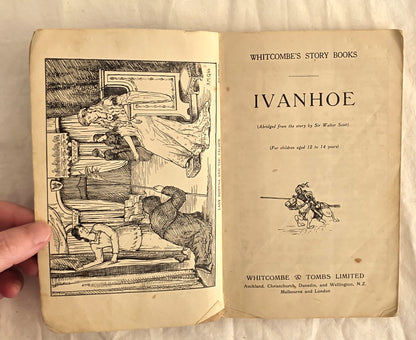 WHITCOMBE'S STORY BOOKS
IVANHOE
(Abridged from the story by Sir Walter Scott)
(For children aged 12 to 14 years)
WHITCOMBE & TOMBS LIMITED
Auckland, Christchurch, Dunedin, and Wellington, N.Z.
Melbourne and London